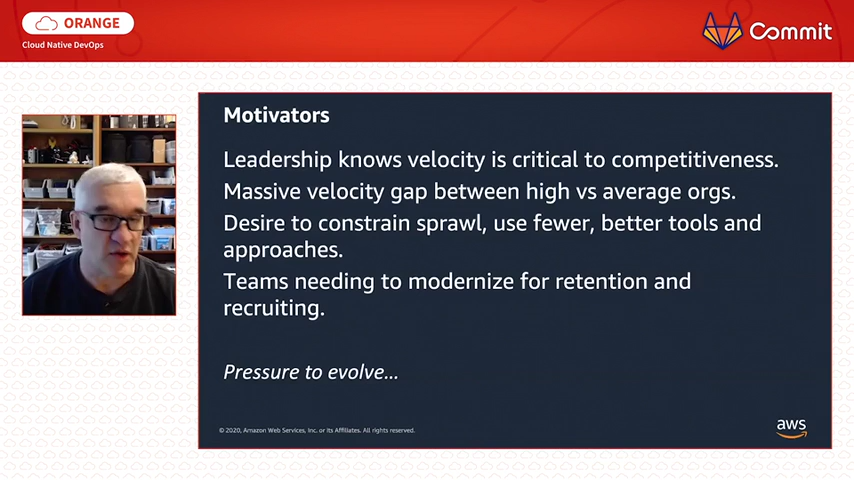 ORANGE
Cloud Native DevOps
Commit
Motivators
Leadership knows velocity is critical to competitiveness.
Massive velocity gap between high vs average orgs.
Desire to constrain sprawl, use fewer, better tools and
approaches.
Teams needing to modernize for retention and
recruiting.
Pressure to evolve...
© 2020, Amazon Web Services, Inc. or its Affiliates. All rights reserved.
aws